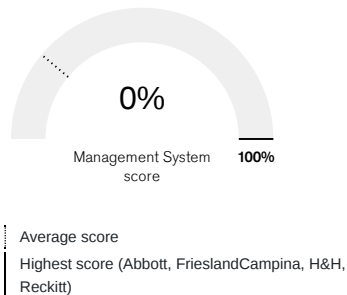 0%
Management System
score
100%
Average score
Highest score (Abbott, FrieslandCampina, H&H,
Reckitt)